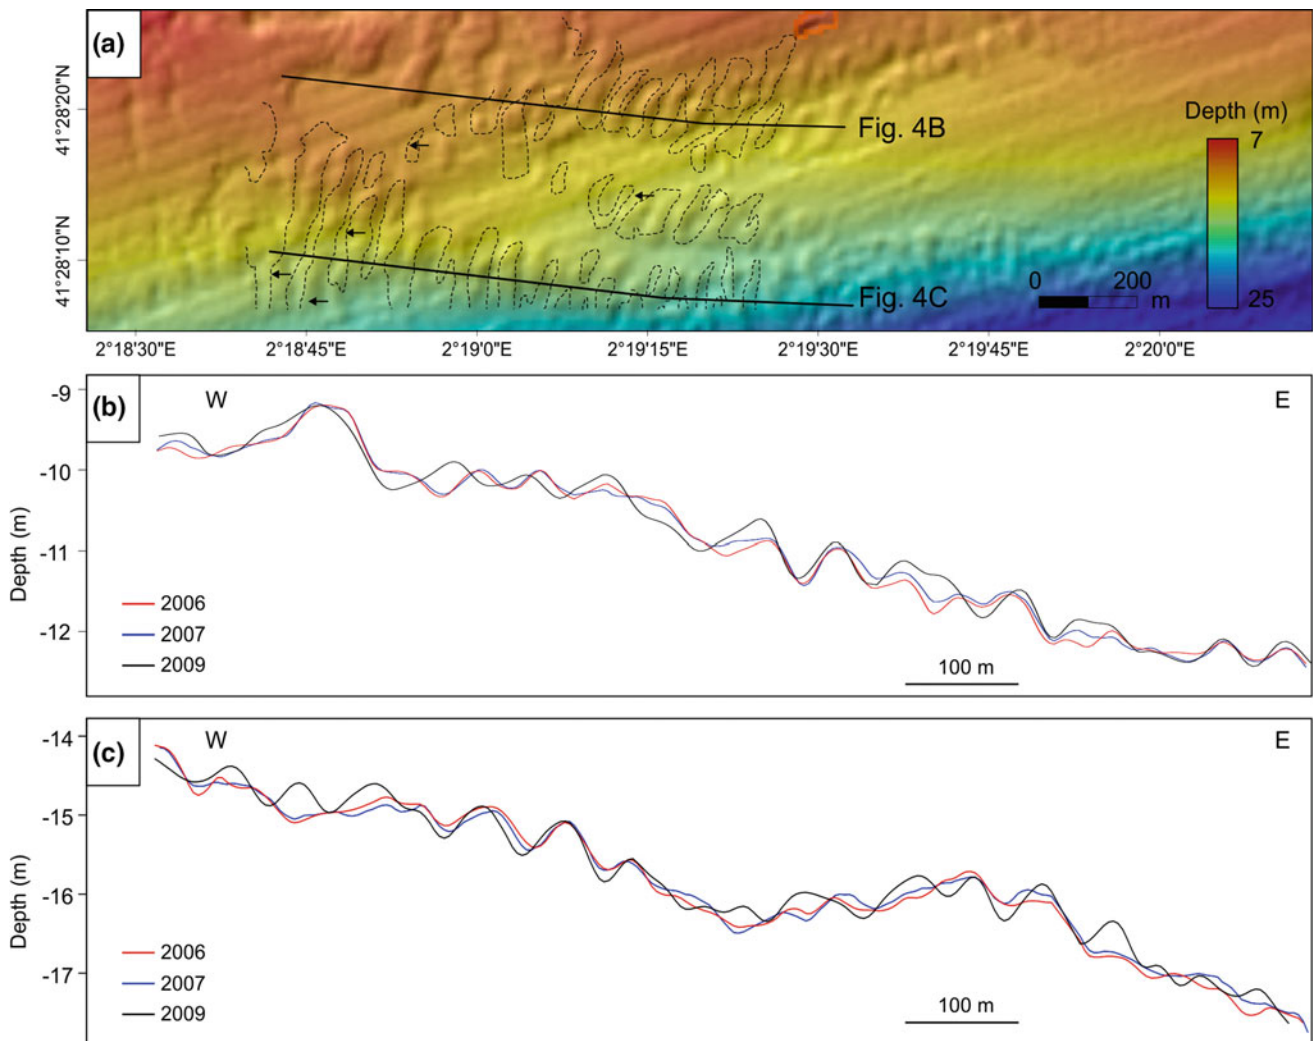 (a)
41°28'20"N
41°28'10"N
Fig. 4B
Fig. 4C
Depth (m)
7
25
0 200
m
2°18'30"E 2°18'45"E 2°19'0"E 2°19'15"E 2°19'30"E 2°19'45"E 2°20'0"E
(b)
W E
Depth (m)
-9
-10
-11
-12
2006
2007
2009
100 m
(c)
W E
Depth (m)
-14
-15
-16
-17
2006
2007
2009
100 m